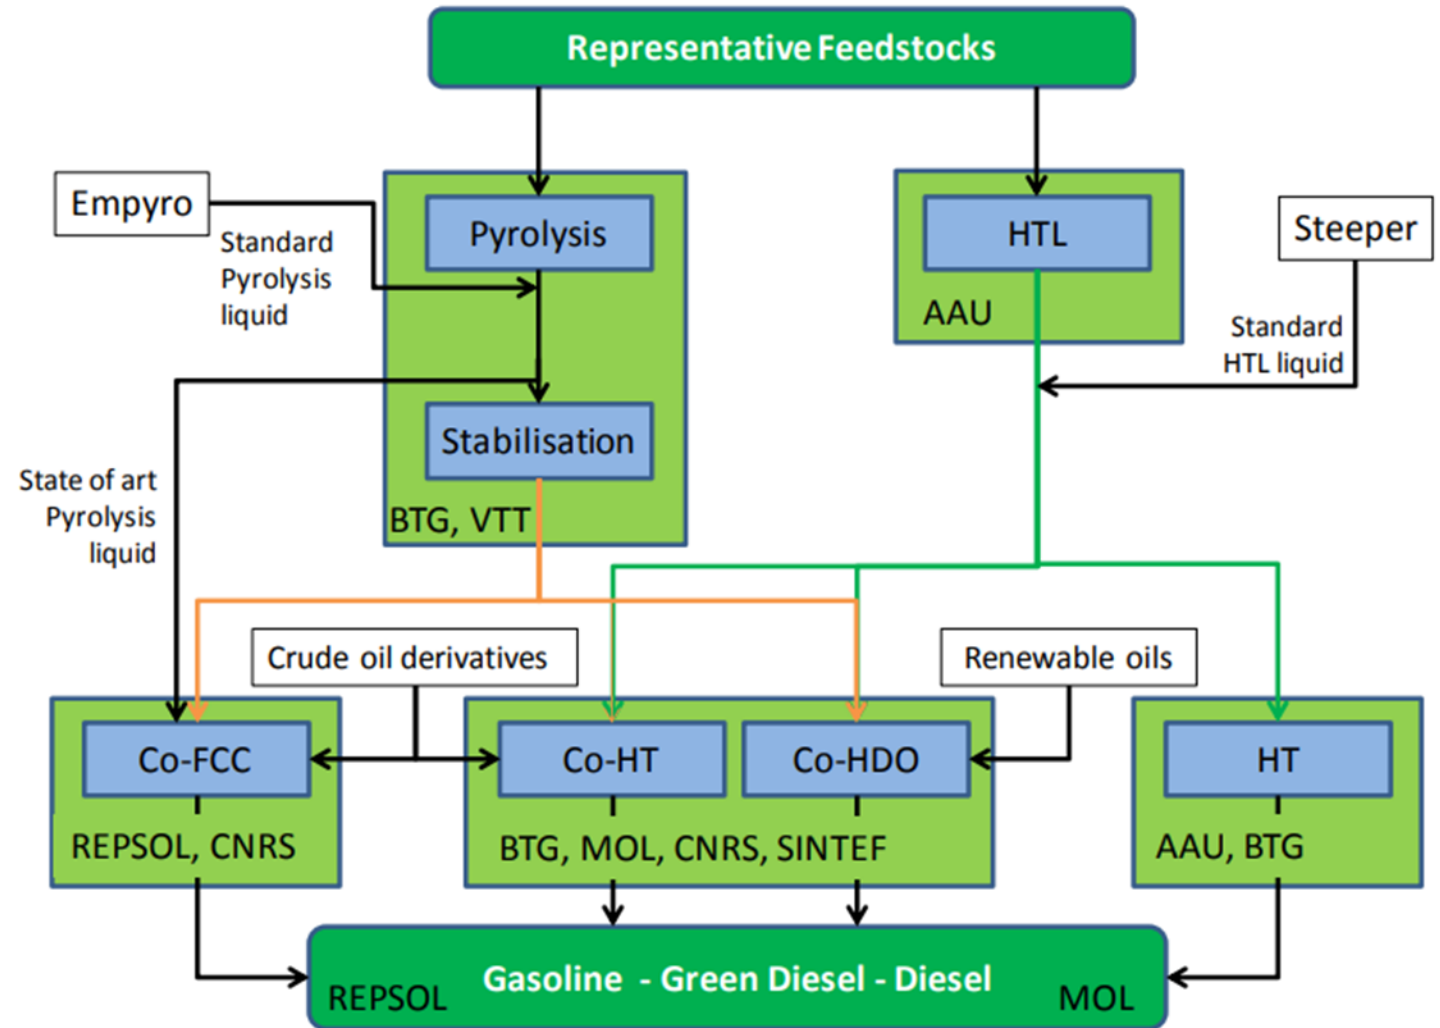 Representative Feedstocks
Empyro
Standard
Pyrolysis
liquid
Pyrolysis
HTL
AAU
Steeper
Standard
HTL liquid
Stabilisation
BTG, VTT
State of art
Pyrolysis
liquid
Crude oil derivatives
Renewable oils
Co-FCC
REPSOL, CNRS
Co-HT
Co-HDO
BTG, MOL, CNRS, SINTEF
HT
AAU, BTG
Gasoline - Green Diesel - Diesel
REPSOL
MOL